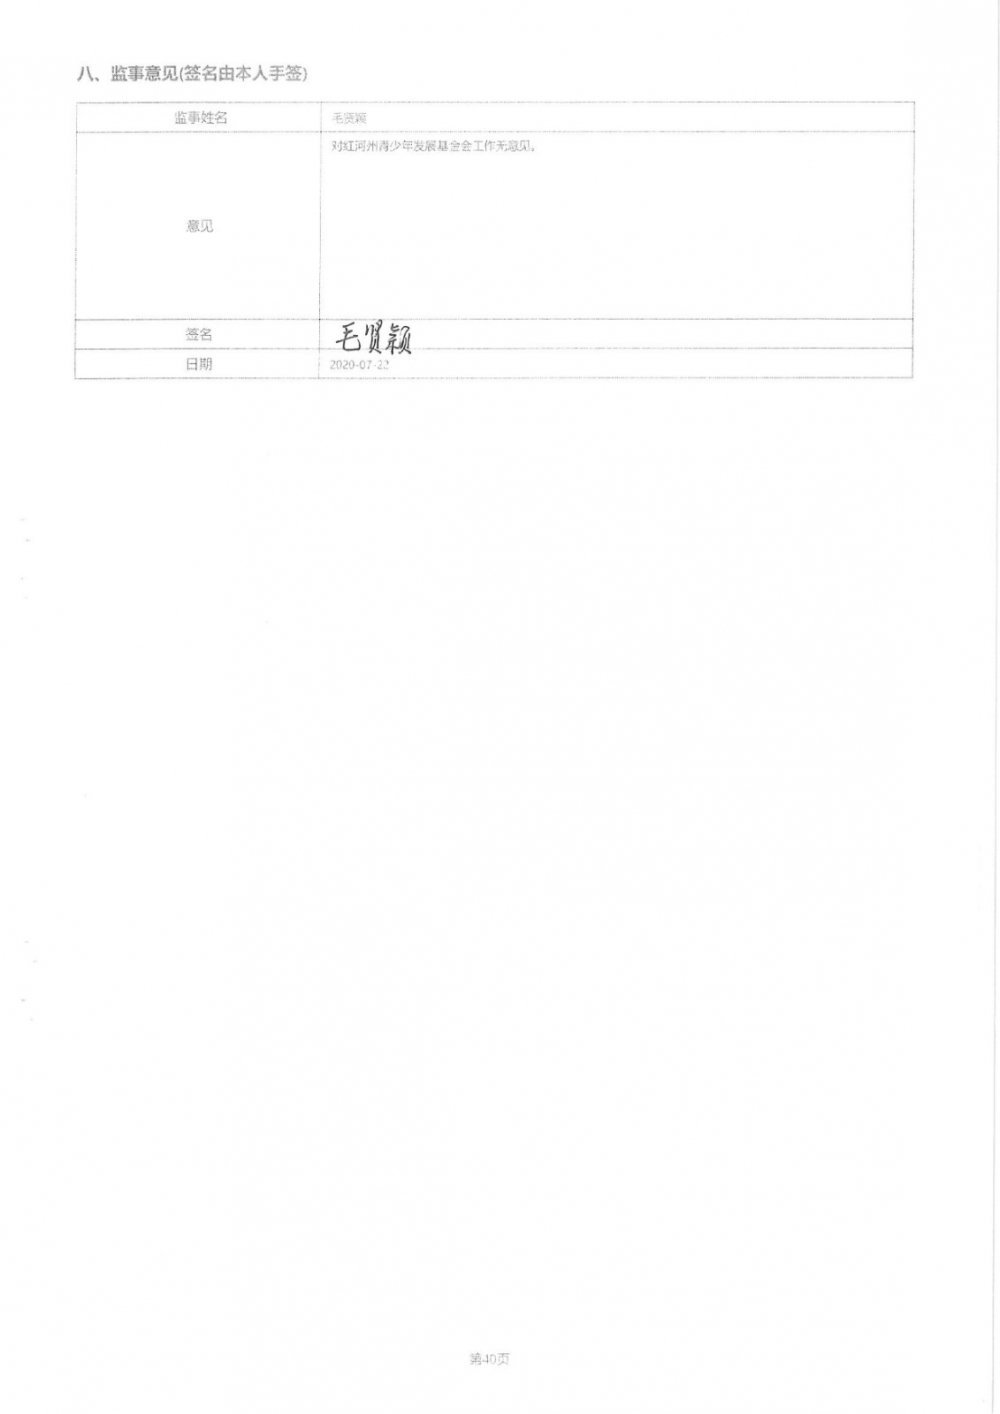 八、监事意见(签名由本人手签)
监事姓名 毛贤颖
意见 对红河州青少年发展基金会工作无意见。
签名 毛贤颖
日期 2020-07-22
第40页